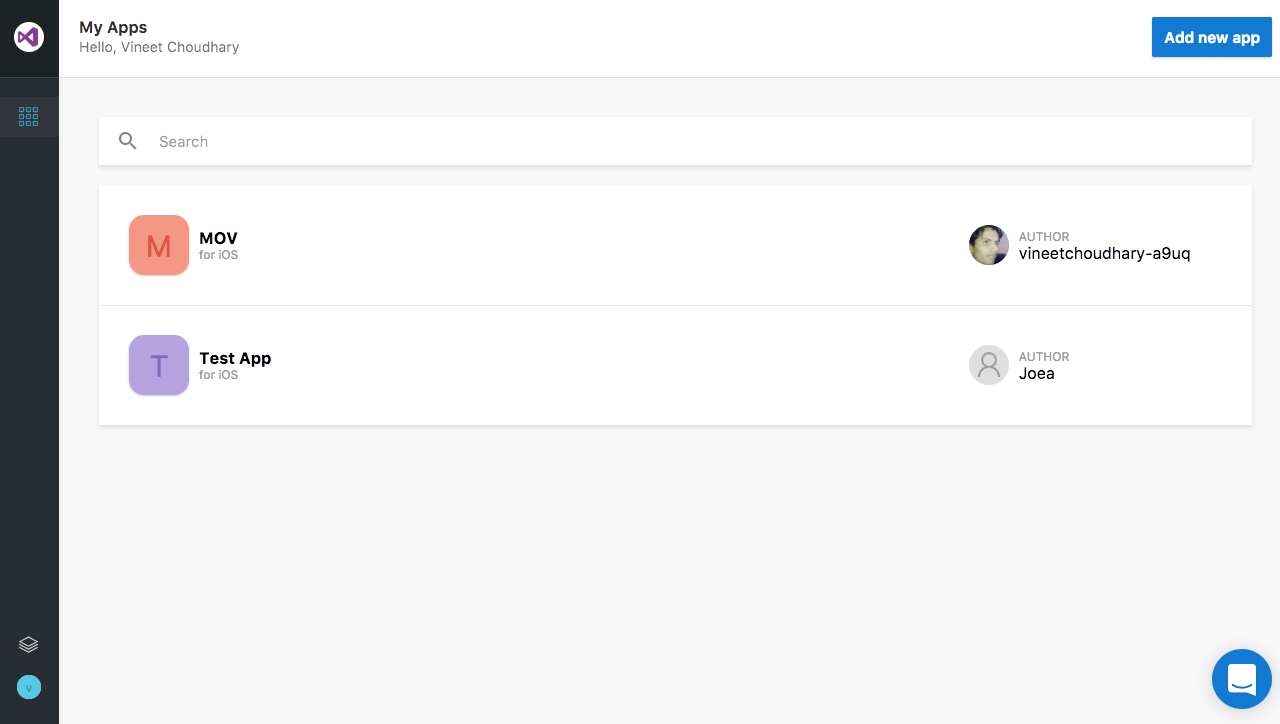 My Apps
Hello, Vineet Choudhary
Add new app
Search
M
MOV
for iOS
AUTHOR
vineetchoudhary-a9uq
T
Test App
for iOS
AUTHOR
Joea
V